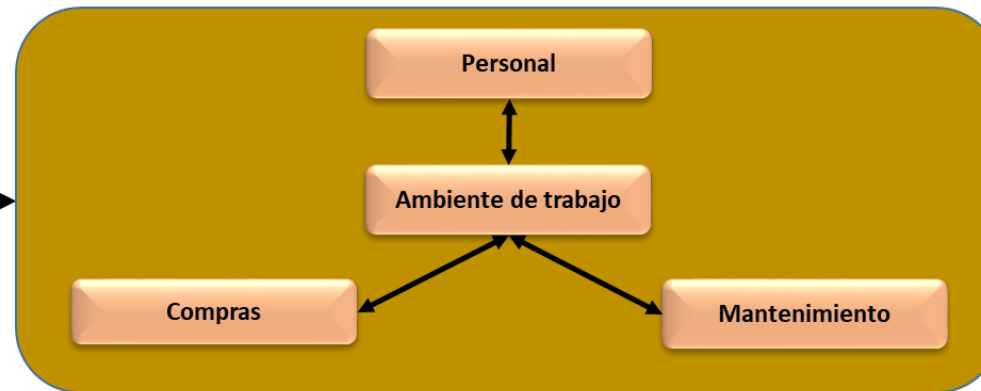 Personal
Ambiente de trabajo
Compras
Mantenimiento